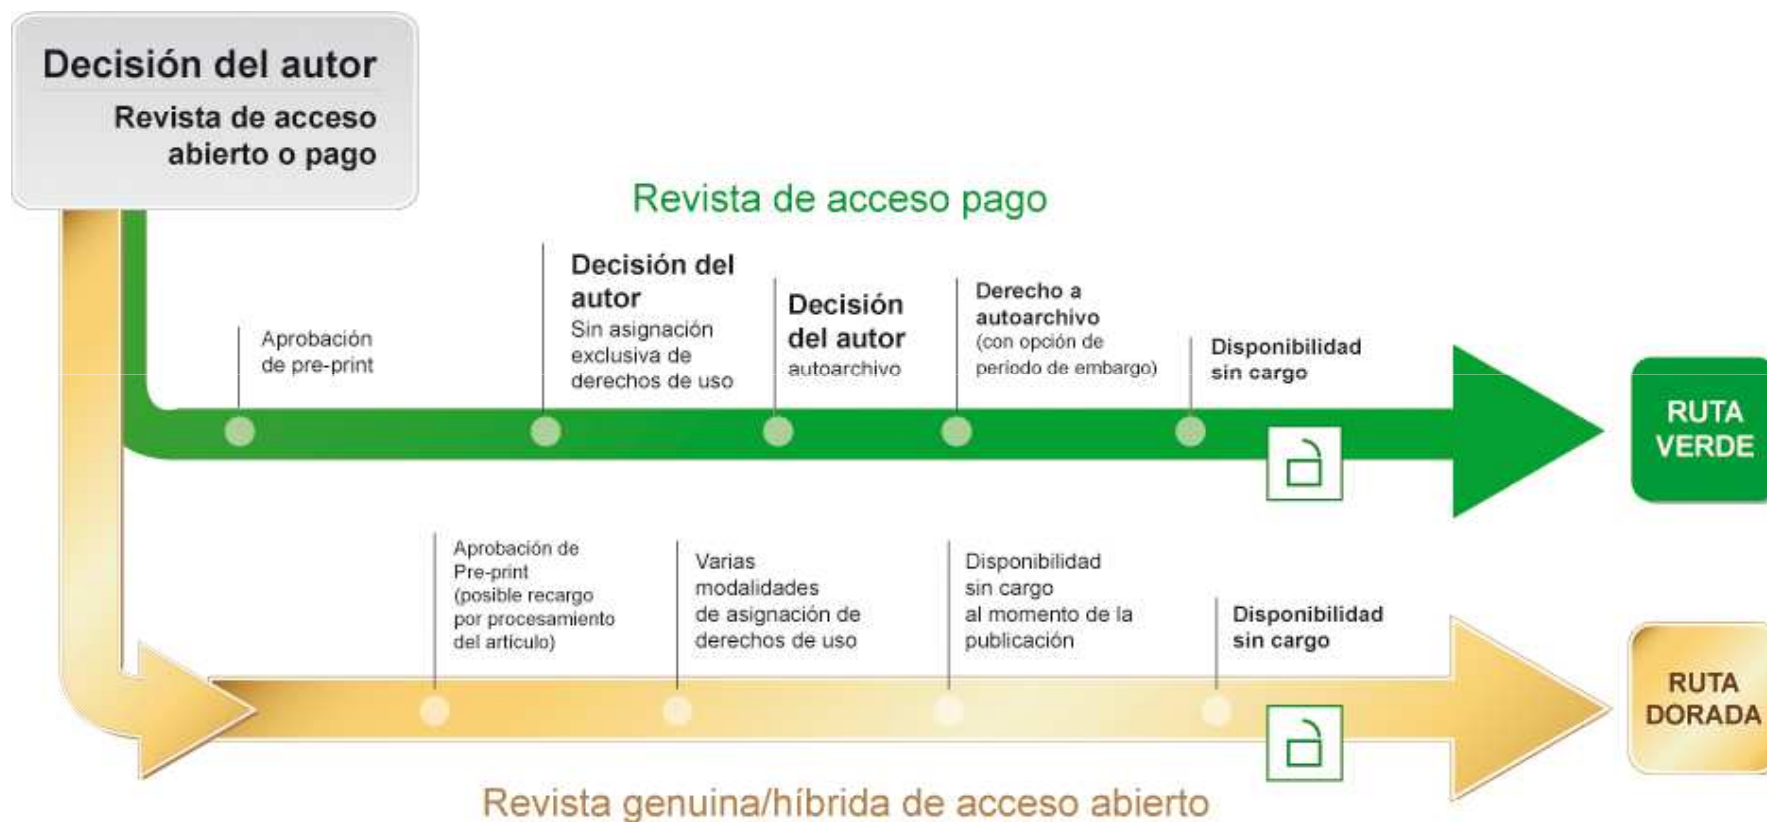 Decisión del autor
Revista de acceso
abierto o pago
Revista de acceso pago
Aprobación
de pre-print
Decisión del
autor
Sin asignación
exclusiva de
derechos de uso
Decisión
del autor
autoarchivo
Derecho a
autoarchivo
(con opción de
período de embargo)
Disponibilidad
sin cargo
RUTA
VERDE
Aprobación de
Pre-print
(posible recargo
por procesamiento
del artículo)
Varias
modalidades
de asignación de
derechos de uso
Disponibilidad
sin cargo
al momento de la
publicación
Disponibilidad
sin cargo
RUTA
DORADA
Revista genuina/híbrida de acceso abierto